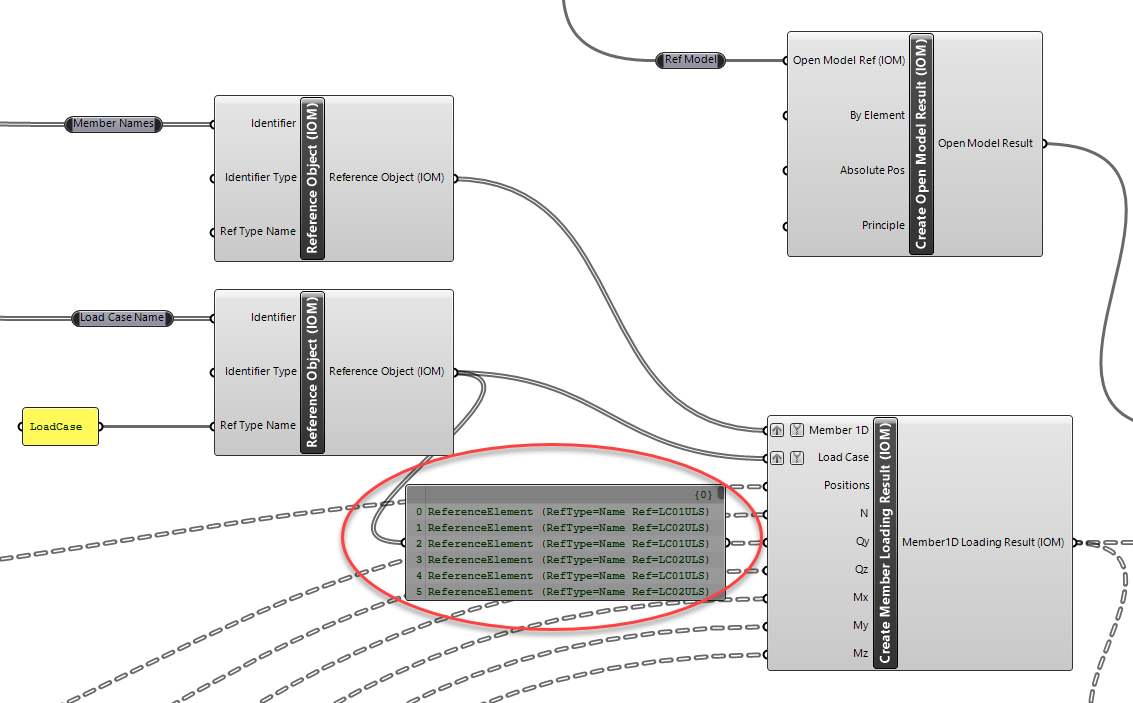 Ref Model
Open Model Ref (IOM)
By Element
Absolute Pos
Principle
Create Open Model Result (IOM)
Open Model Result
Member Names
Identifier
Identifier Type
Ref Type Name
Reference Object (IOM)
Reference Object (IOM)
Load Case Name
LoadCase
Identifier
Identifier Type
Ref Type Name
Reference Object (IOM)
Reference Object (IOM)
{0}
0 ReferenceElement (RefType=Name Ref=LC01ULS)
1 ReferenceElement (RefType=Name Ref=LC02ULS)
2 ReferenceElement (RefType=Name Ref=LC01ULS)
3 ReferenceElement (RefType=Name Ref=LC02ULS)
4 ReferenceElement (RefType=Name Ref=LC01ULS)
5 ReferenceElement (RefType=Name Ref=LC02ULS)
Member 1D
Load Case
Positions
N
Qy
Qz
Mx
My
Mz
Create Member Loading Result (IOM)
Member1D Loading Result (IOM)